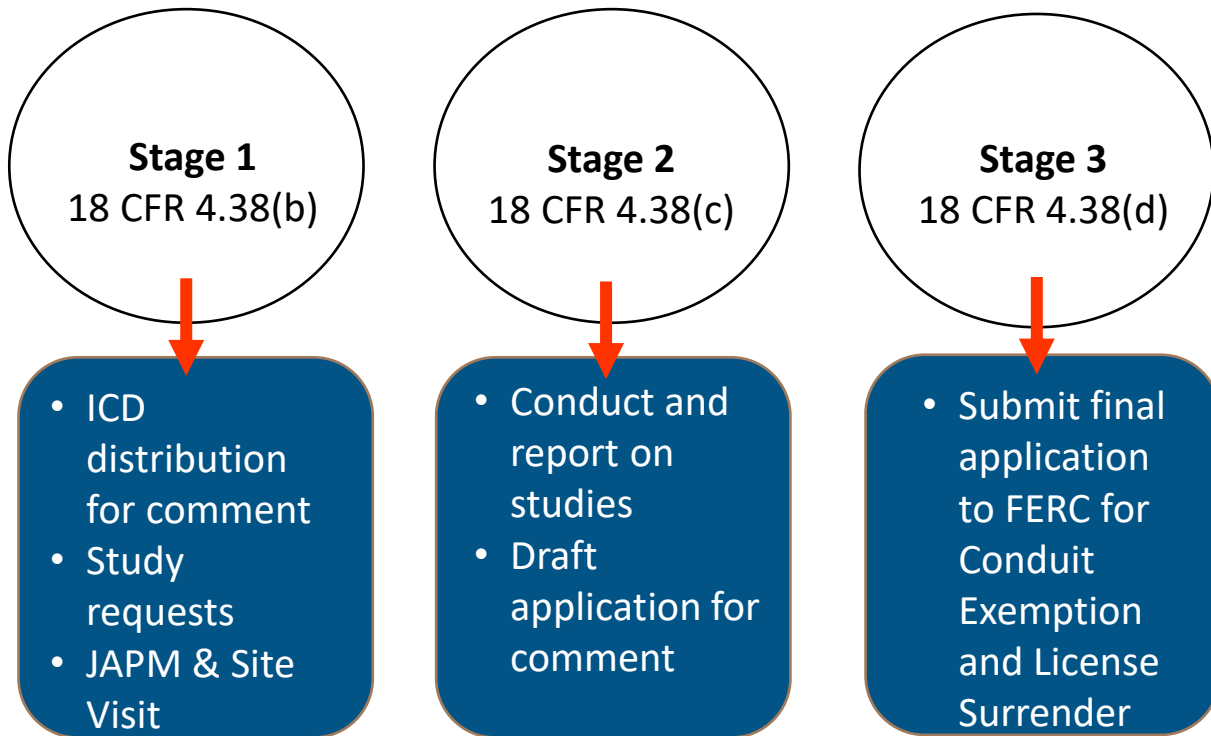 Stage 1
18 CFR 4.38(b)
• ICD
distribution
for comment
• Study
requests
• JAPM & Site
Visit
Stage 2
18 CFR 4.38(c)
• Conduct and
report on
studies
• Draft
application for
comment
Stage 3
18 CFR 4.38(d)
• Submit final
application
to FERC for
Conduit
Exemption
and License
Surrender